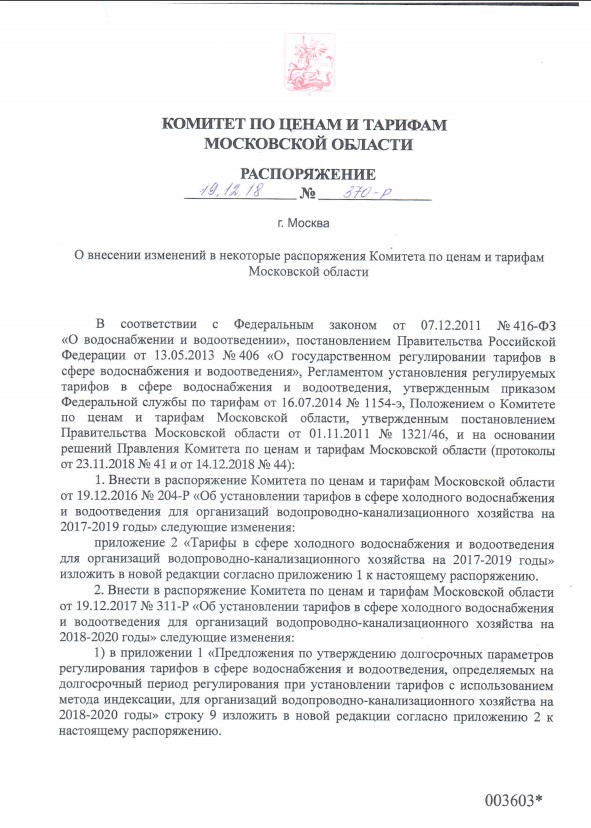 КОМИТЕТ ПО ЦЕНАМ И ТАРИФАМ
МОСКОВСКОЙ ОБЛАСТИ
РАСПОРЯЖЕНИЕ
19.12.18 № 370-Р
г. Москва
О внесении изменений в некоторые распоряжения Комитета по ценам и тарифам
Московской области
В соответствии с Федеральным законом от 07.12.2011 № 416-ФЗ
«О водоснабжении и водоотведении», постановлением Правительства Российской
Федерации от 13.05.2013 № 406 «О государственном регулировании тарифов в
сфере водоснабжения и водоотведения», Регламентом установления регулируемых
тарифов в сфере водоснабжения и водоотведения, утвержденным приказом
Федеральной службы по тарифам от 16.07.2014 № 1154-э, Положением о Комитете
по ценам и тарифам Московской области, утвержденным постановлением
Правительства Московской области от 01.11.2011 № 1321/46, и на основании
решений Правления Комитета по ценам и тарифам Московской области (протоколы
от 23.11.2018 № 41 и от 14.12.2018 № 44):
1. Внести в распоряжение Комитета по ценам и тарифам Московской области
от 19.12.2016 № 204-Р «Об установлении тарифов в сфере холодного водоснабжения
и водоотведения для организаций водопроводно-канализационного хозяйства на
2017-2019 годы» следующие изменения:
приложение 2 «Тарифы в сфере холодного водоснабжения и водоотведения
для организаций водопроводно-канализационного хозяйства на 2017-2019 годы»
изложить в новой редакции согласно приложению 1 к настоящему распоряжению.
2. Внести в распоряжение Комитета по ценам и тарифам Московской области
от 19.12.2017 № 311-Р «Об установлении тарифов в сфере холодного водоснабжения
и водоотведения для организаций водопроводно-канализационного хозяйства на
2018-2020 годы» следующие изменения:
1) в приложении 1 «Предложения по утверждению долгосрочных параметров
регулирования тарифов в сфере водоснабжения и водоотведения, определяемых на
долгосрочный период регулирования при установлении тарифов с использованием
метода индексации, для организаций водопроводно-канализационного хозяйства на
2018-2020 годы» строку 9 изложить в новой редакции согласно приложению 2 к
настоящему распоряжению.
003603*